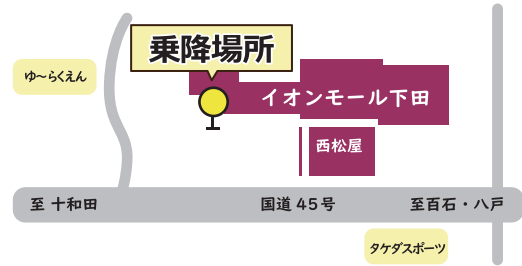 乗降場所
ゆ〜らくえん
イオンモール下田
西松屋
至 十和田
国道45号
至百石・八戸
タケダスポーツ